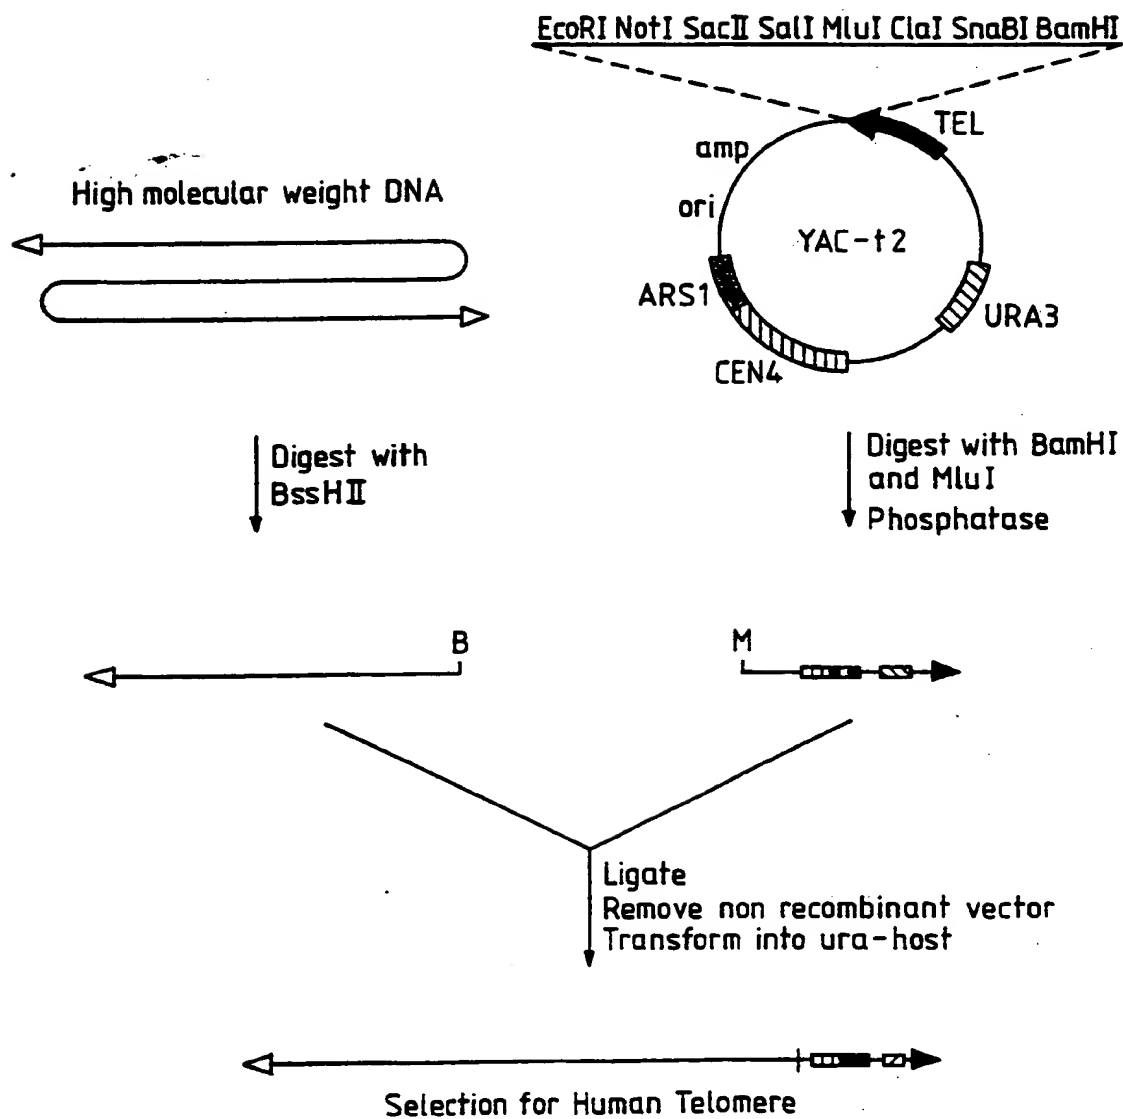 EcoRI NotI SacII SalI MluI ClaI SnaBI BamHI
TEL
amp
ori
YAC-t2
ARS1
CEN4
URA3
High molecular weight DNA
Digest with
BssHII
Digest with BamHI
and MluI
Phosphatase
B
M
Ligate
Remove non recombinant vector
Transform into ura-host
Selection for Human Telomere